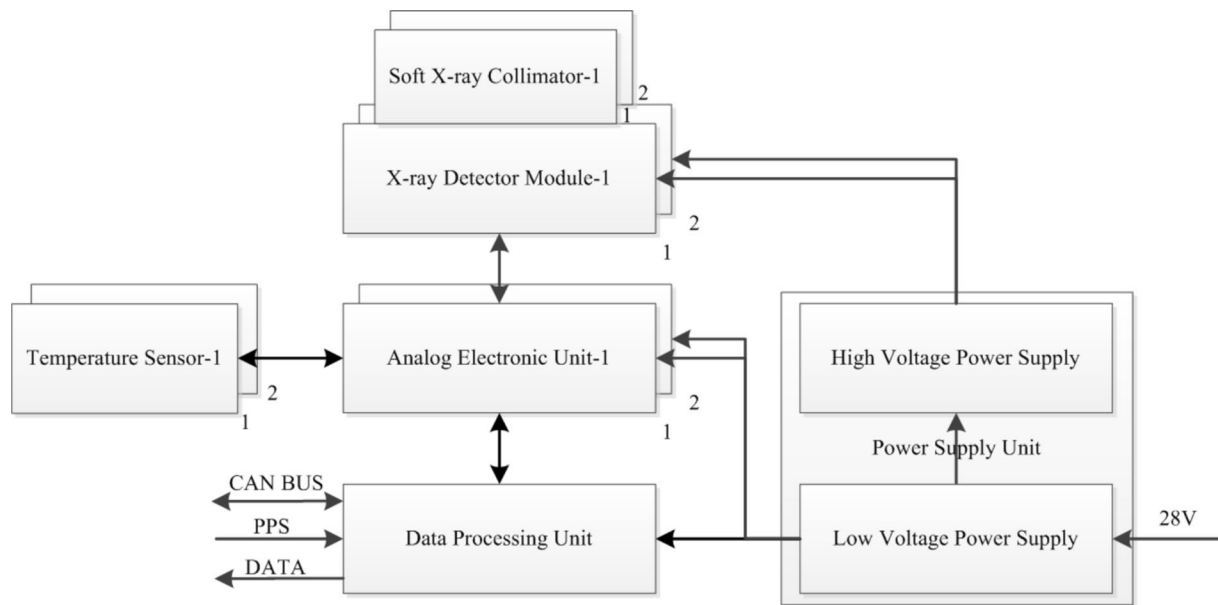 Soft X-ray Collimator-1
2
1
X-ray Detector Module-1
2
1
Temperature Sensor-1
2
1
Analog Electronic Unit-1
2
1
High Voltage Power Supply
Power Supply Unit
CAN BUS
PPS
DATA
Data Processing Unit
Low Voltage Power Supply
28V